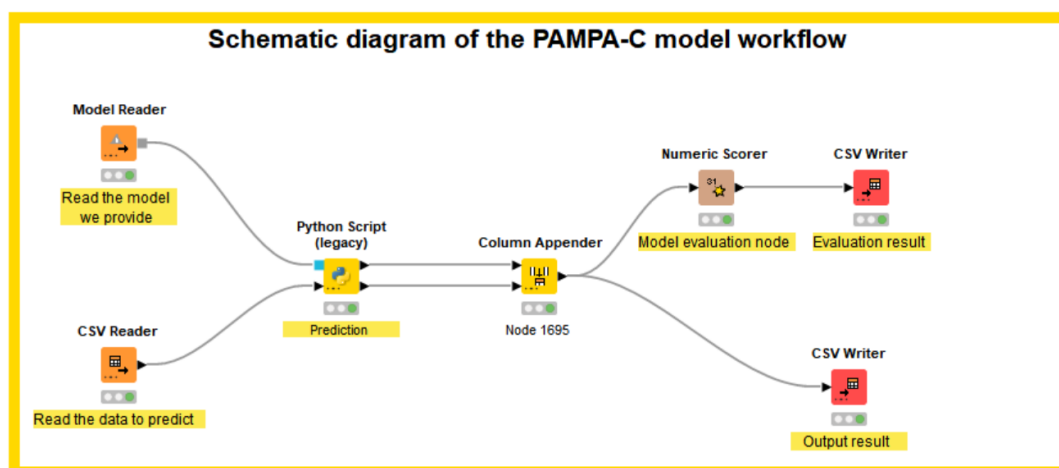 Schematic diagram of the PAMPA-C model workflow
Model Reader
Read the model
we provide
CSV Reader
Read the data to predict
Python Script
(legacy)
Prediction
Column Appender
Node 1695
Numeric Scorer
Model evaluation node
CSV Writer
Evaluation result
CSV Writer
Output result